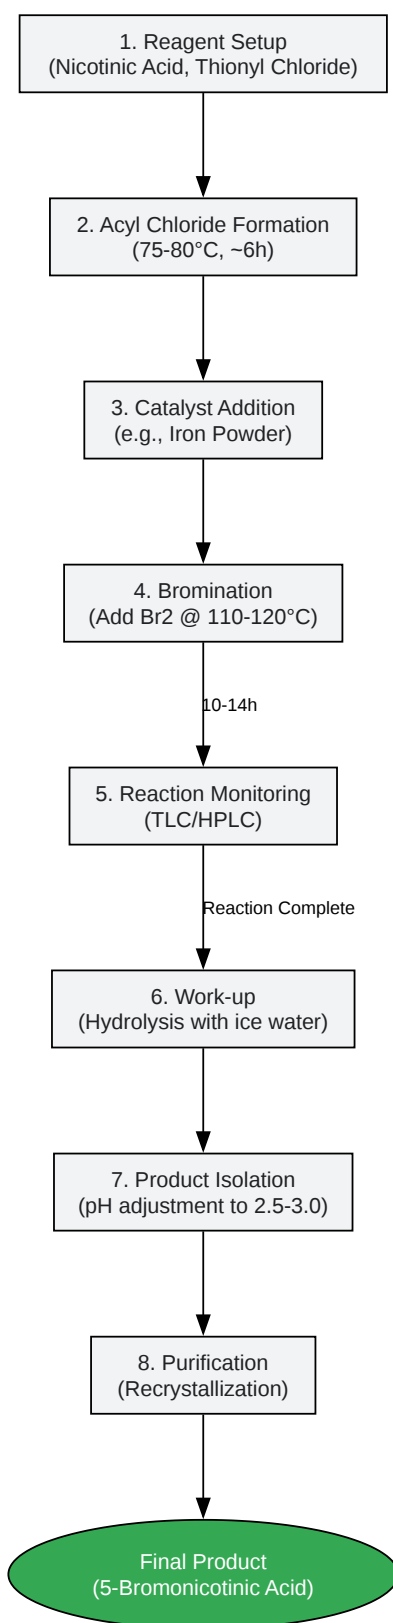 1. Reagent Setup
(Nicotinic Acid, Thionyl Chloride)
2. Acyl Chloride Formation
(75-80°C, ~6h)
3. Catalyst Addition
(e.g., Iron Powder)
4. Bromination
(Add Br2 @ 110-120°C)
10-14h
5. Reaction Monitoring
(TLC/HPLC)
Reaction Complete
6. Work-up
(Hydrolysis with ice water)
7. Product Isolation
(pH adjustment to 2.5-3.0)
8. Purification
(Recrystallization)
Final Product
(5-Bromonicotinic Acid)